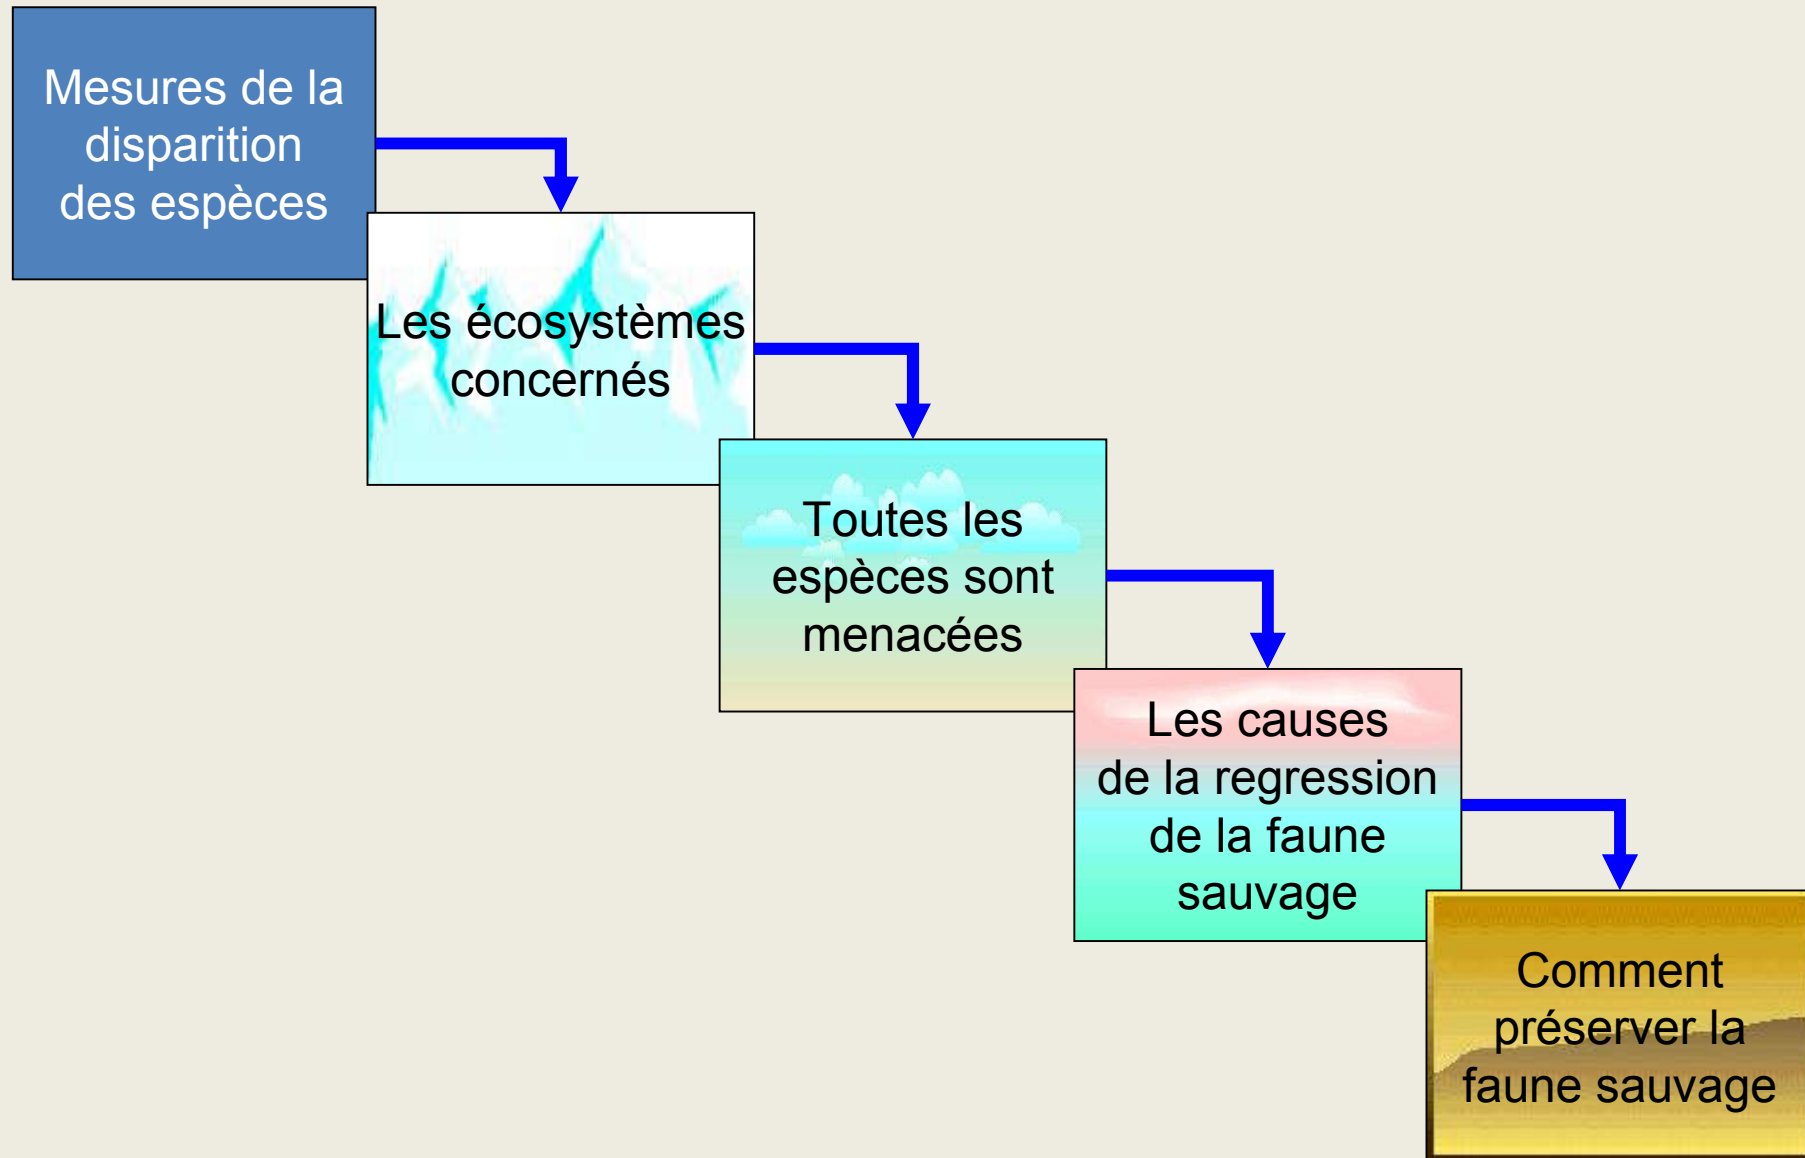 Mesures de la
disparition
des espèces
Les écosystèmes
concernés
Toutes les
espèces sont
menacées
Les causes
de la regression
de la faune
sauvage
Comment
préserver la
faune sauvage